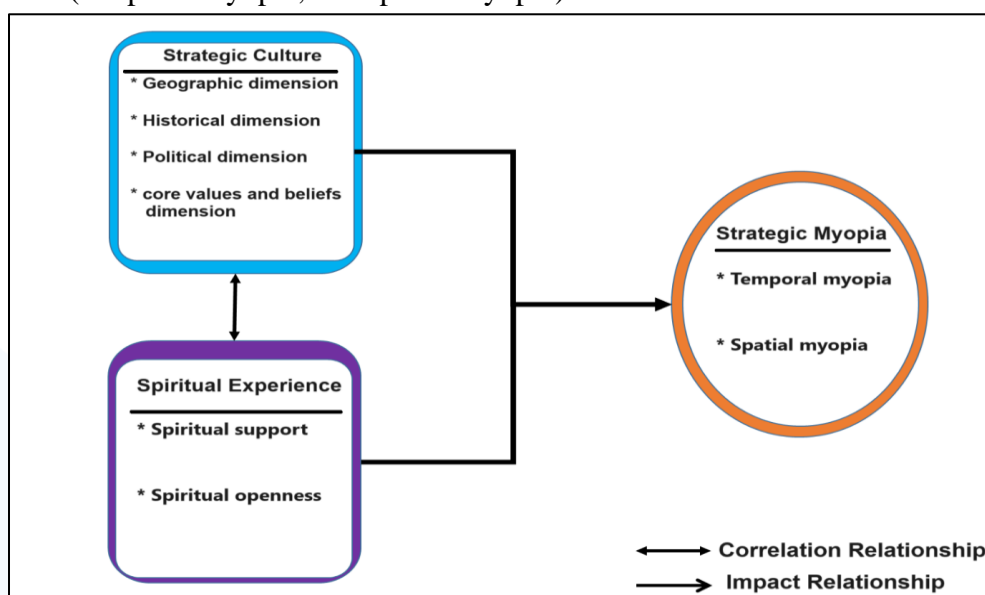 Strategic Culture
* Geographic dimension
* Historical dimension
* Political dimension
* core values and beliefs
dimension
Strategic Myopia
* Temporal myopia
* Spatial myopia
Spiritual Experience
* Spiritual support
* Spiritual openness
Correlation Relationship
Impact Relationship